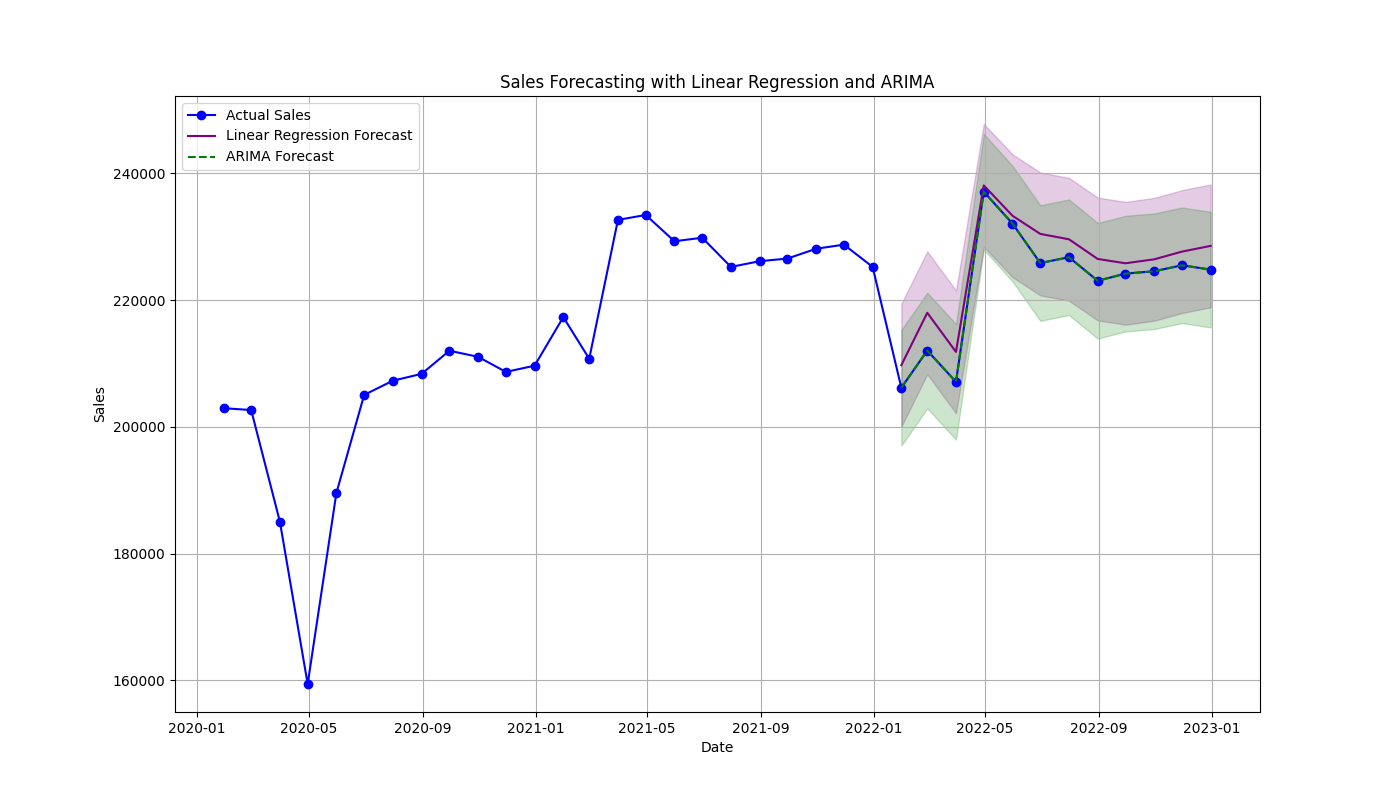 Sales Forecasting with Linear Regression and ARIMA
Actual Sales
Linear Regression Forecast
ARIMA Forecast
240000
220000
200000
180000
160000
Sales
2020-01 2020-05 2020-09 2021-01 2021-05 2021-09 2022-01 2022-05 2022-09 2023-01
Date